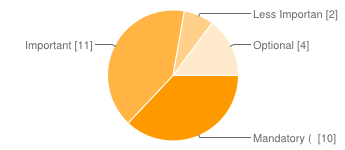 Less Importan [2]
Important [11]
Optional [4]
Mandatory ( [10]